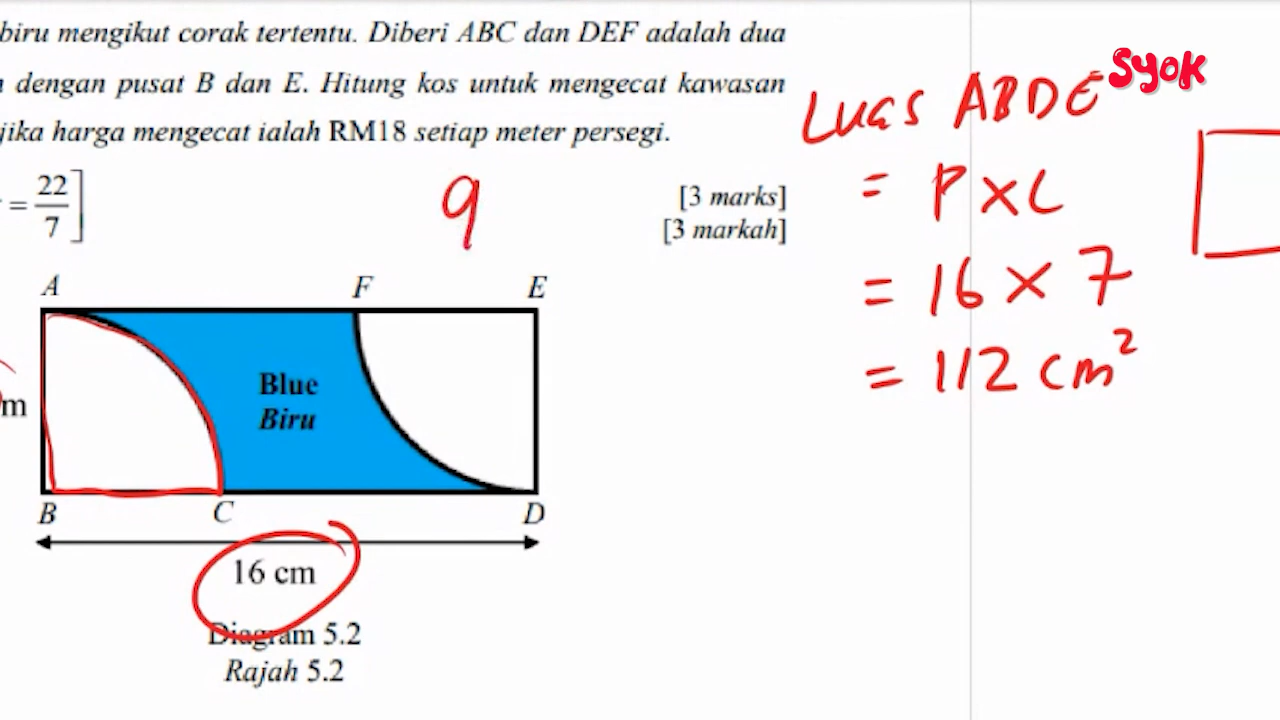 biru mengikut corak tertentu. Diberi ABC dan DEF adalah dua
dengan pusat B dan E. Hitung kos untuk mengecat kawasan
jika harga mengecat ialah RM18 setiap meter persegi.
= 22/7]
9
[3 marks]
[3 markah]
A F E
Blue
Biru
m
B C D
16 cm
Diagram 5.2
Rajah 5.2
syok
Luas ABDE
= P × L
= 16 × 7
= 112 cm²